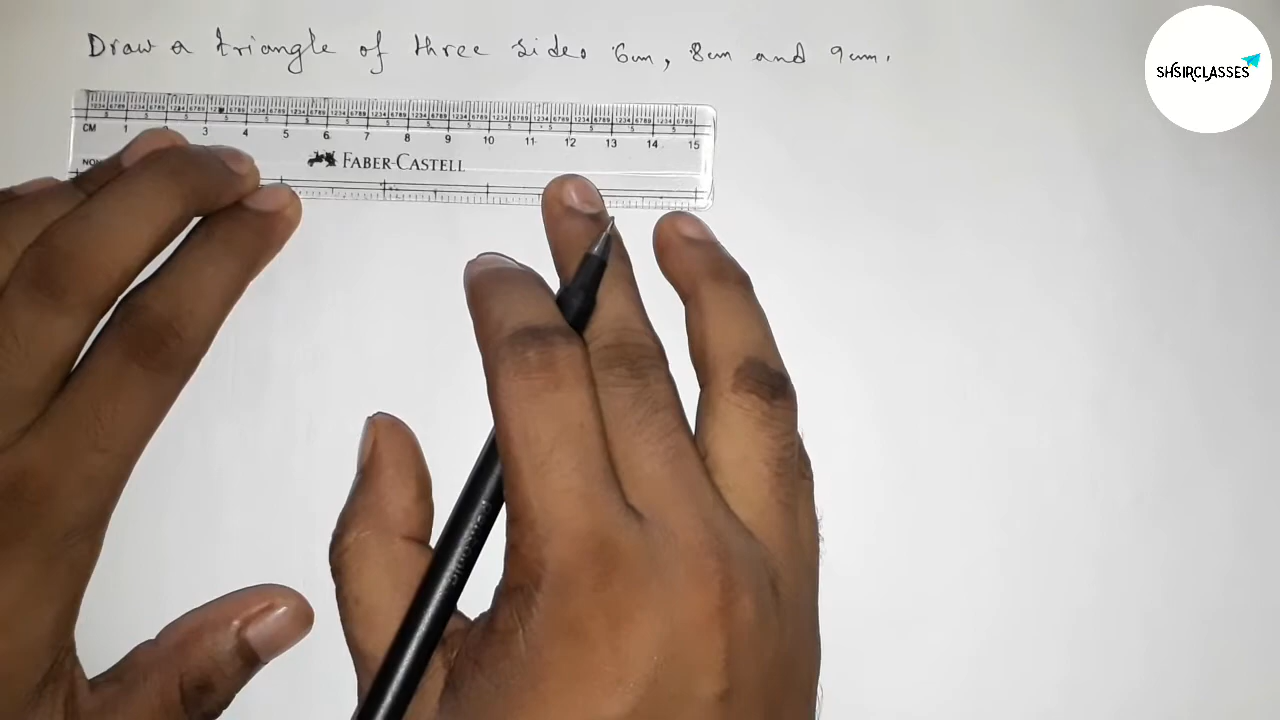 Draw a triangle of three sides 6cm, 8cm and 9cm.
SHSIRCLASSES
CM 1 2 3 4 5 6 7 8 9 10 11 12 13 14 15
FABER-CASTELL